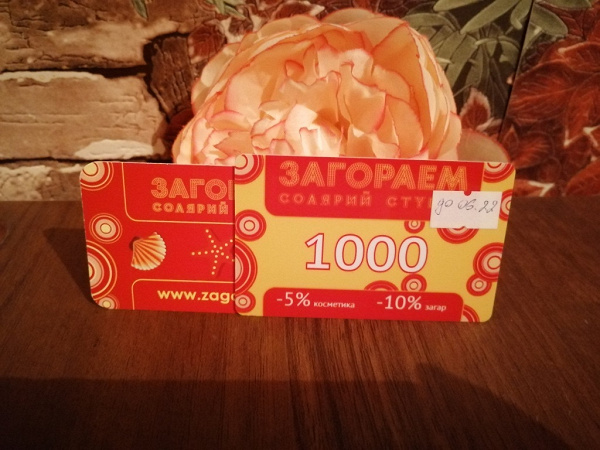 ЗАГО
СОЛЯРИЙ
www.zag
ЗАГОРАЕМ
СОЛЯРИЙ СТУ
до 06.22
1000
-5% косметика -10% загар